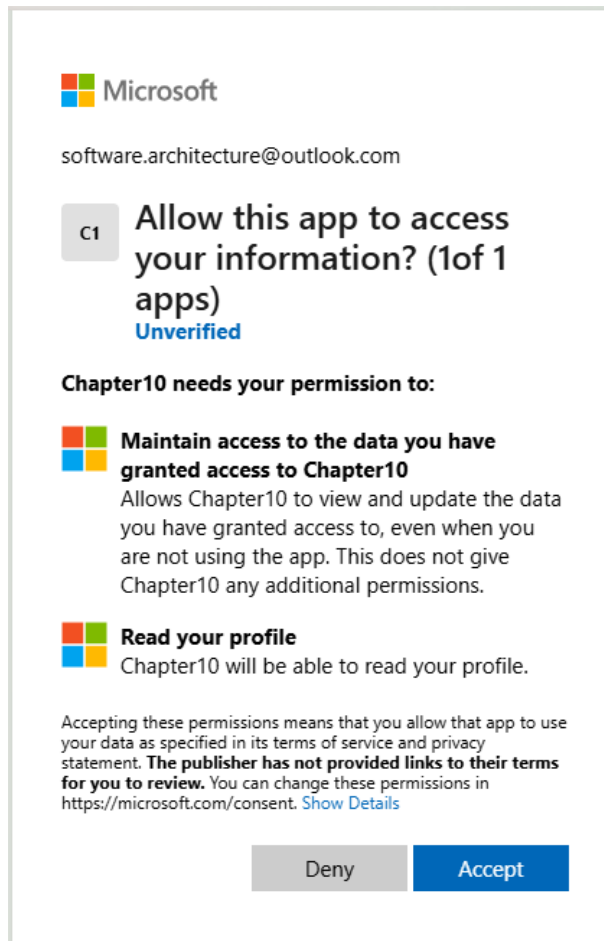 Microsoft
software.architecture@outlook.com
C1
Allow this app to access
your information? (1of 1
apps)
Unverified
Chapter10 needs your permission to:
Maintain access to the data you have
granted access to Chapter10
Allows Chapter10 to view and update the data
you have granted access to, even when you
are not using the app. This does not give
Chapter10 any additional permissions.
Read your profile
Chapter10 will be able to read your profile.
Accepting these permissions means that you allow that app to use
your data as specified in its terms of service and privacy
statement. The publisher has not provided links to their terms
for you to review. You can change these permissions in
https://microsoft.com/consent. Show Details
Deny
Accept